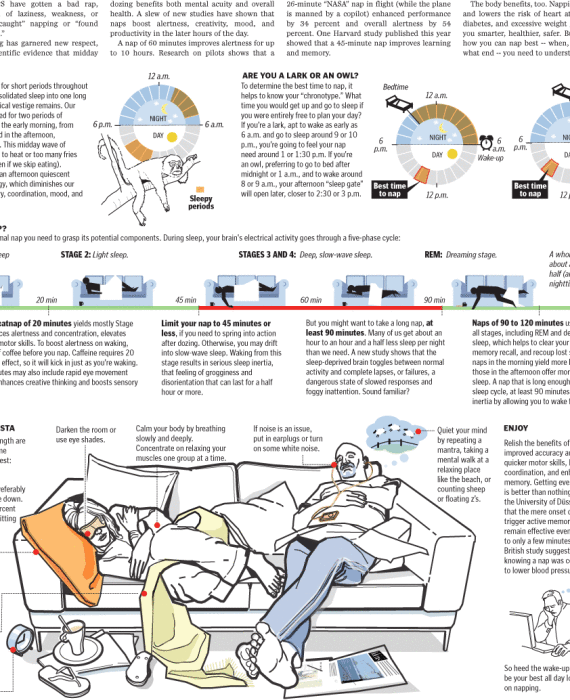 S have gotten a bad rap,
of laziness, weakness, or
caught" napping or "found
."
g has garnered new respect,
entific evidence that midday
dozing benefits both mental acuity and overall
health. A slew of new studies have shown that
naps boost alertness, creativity, mood, and
productivity in the later hours of the day.
A nap of 60 minutes improves alertness for up
to 10 hours. Research on pilots that a
26-minute "NASA" nap in flight (while the plane
is manned by a copilot) enhanced performance
by 34 percent and overall alertness by 54
percent. One Harvard study published this year
showed that a 45-minute nap improves learning
and memory.
The body benefits, too. Napping
and lowers the risk of heart at
diabetes, and excessive weight
you smarter, healthier, safer. B
how you can nap best -- when,
what end -- you need to underst
for short periods throughout
onsolidated sleep into one long
ical vestige remains. Our
ed for two periods of
the early morning, from
d in the afternoon,
. This midday wave of
to heat or too many fries
en if we skip eating).
an afternoon quiescent
gy, which diminishes our
y, coordination, mood, and
12 a.m.
6 p.m.
NIGHT
6 a.m.
DAY
Sleepy
periods
ARE YOU A LARK OR AN OWL?
To determine the best time to nap, it
helps to know your "chronotype." What
time you would get up and go to sleep if
you were entirely free to plan your day?
If you're a lark, apt to wake as early as
6 a.m. and go to sleep around 9 or 10
p.m., you're going to feel your nap
need around 1 or 1:30 p.m. If you're
an owl, preferring to go to bed after
midnight or 1 a.m., and to wake around
8 or 9 a.m., your afternoon "sleep gate"
will open later, closer to 2:30 or 3 p.m.
Bedtime
12 a.m.
NIGHT
6
p.m.
6
a.m.
Wake-up
DAY
Best time
to nap
12 p.m.
6
p.m.
NIGHT
DA
Best time
to nap
12 p.
P?
nal nap you need to grasp its potential components. During sleep, your brain's electrical activity goes through a five-phase cycle:
eep
STAGE 2: Light sleep.
STAGES 3 AND 4: Deep, slow-wave sleep.
REM: Dreaming stage.
A whol
about
half (a
nightti
20 min
45 min
60 min
90 min
catnap of 20 minutes yields mostly Stage
ces alertness and concentration, elevates
motor skills. To boost alertness on waking,
f coffee before you nap. Caffeine requires 20
effect, so it will kick in just as you're waking.
utes may also include rapid eye movement
nhances creative thinking and boosts sensory
Limit your nap to 45 minutes or
less, if you need to spring into action
after dozing. Otherwise, you may drift
into slow-wave sleep. Waking from this
stage results in serious sleep inertia,
that feeling of grogginess and
disorientation that can last for a half
hour or more.
But you might want to take a long nap, at
least 90 minutes. Many of us get about an
hour to an hour and a half less sleep per night
than we need. A new study shows that the
sleep-deprived brain toggles between normal
activity and complete lapses, or failures, a
dangerous state of slowed responses and
foggy inattention. Sound familiar?
Naps of 90 to 120 minutes us
all stages, including REM and de
sleep, which helps to clear your
memory recall, and recoup lost s
naps in the morning yield more
those in the afternoon offer mor
sleep. A nap that is long enough
sleep cycle, at least 90 minutes
inertia by allowing you to wake f
STA
ngth are
me
est:
referably
e down.
rcent
itting
Darken the room or
use eye shades.
Calm your body by breathing
slowly and deeply.
Concentrate on relaxing your
muscles one group at a time.
If noise is an issue,
put in earplugs or turn
on some white noise.
Quiet your mind
by repeating a
mantra, taking a
mental walk at a
relaxing place
like the beach, or
counting sheep
or floating z's.
ENJOY
Relish the benefits of
improved accuracy a
quicker motor skills,
coordination, and en
memory. Getting eve
is better than nothing
the University of Düss
that the mere onset o
trigger active memor
remain effective even
to only a few minutes
British study suggest
knowing a nap was c
to lower blood pressu
So heed the wake-up
be your best all day l
on napping.